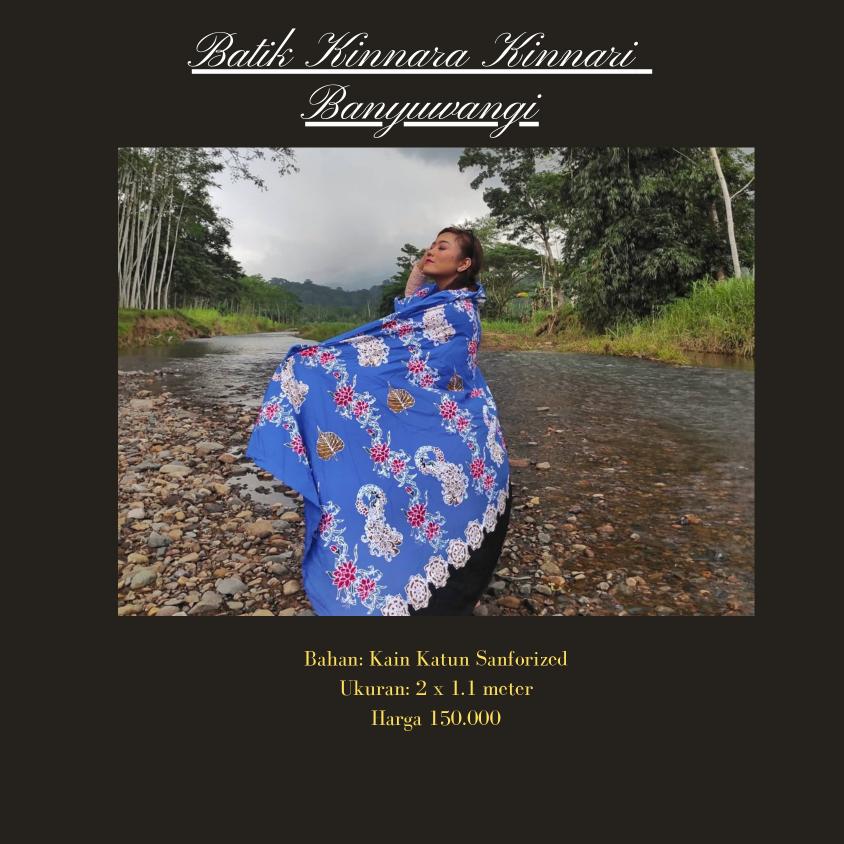 Batik Kinnara Kinnari
Banyuwangi
Bahan: Kain Katun Sanforized
Ukuran: 2 x 1.1 meter
Harga 150.000